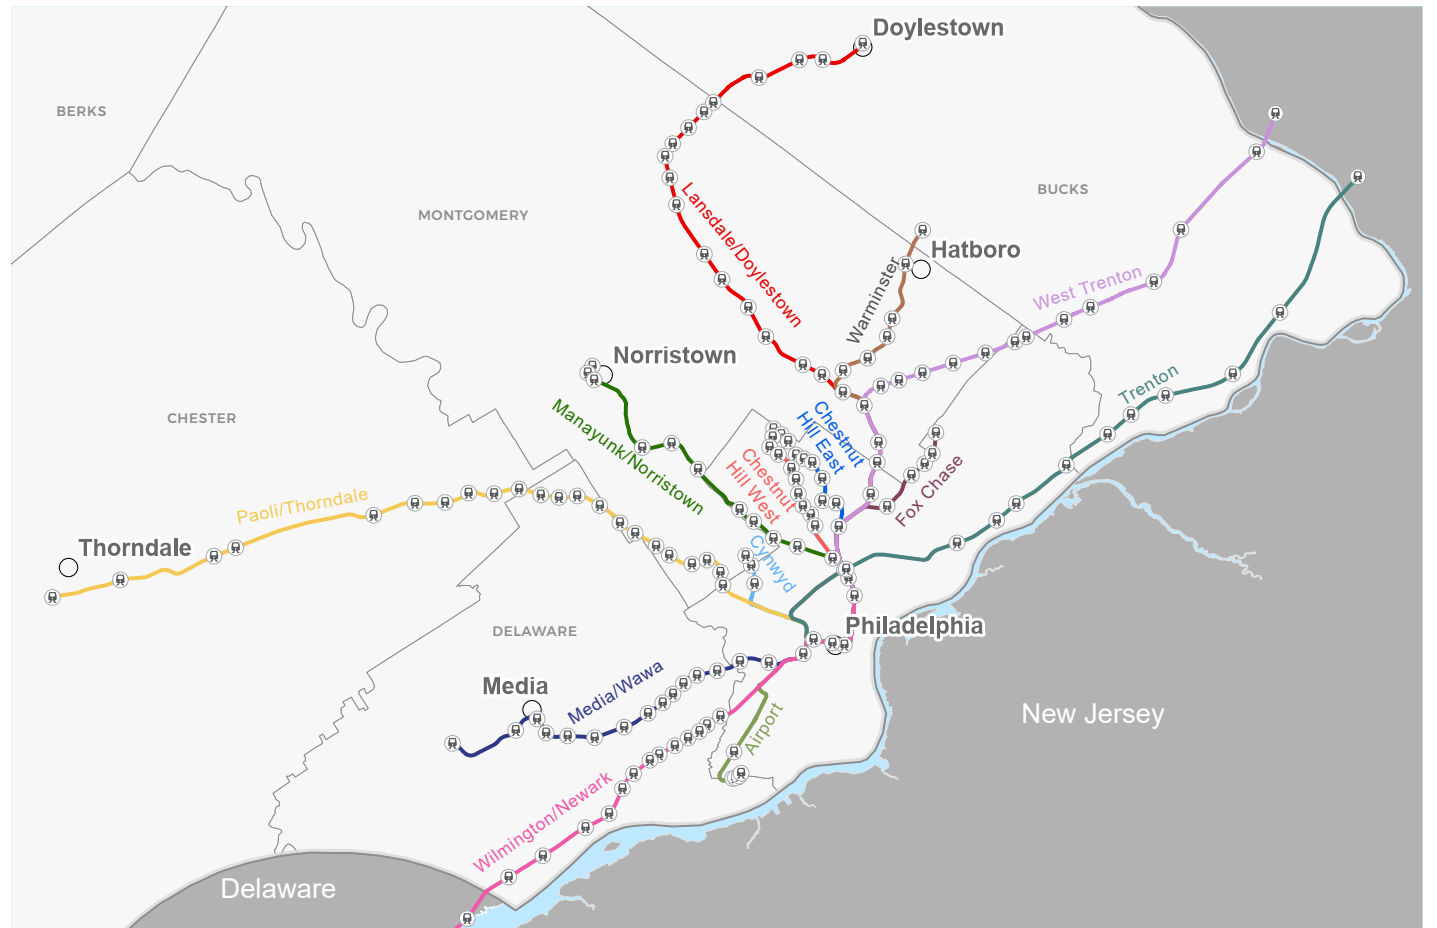 Doylestown
BERKS
BUCKS
MONTGOMERY
Lansdale/Doylestown
Hatboro
Warminster
West Trenton
Norristown
Trenton
CHESTER
Manayunk/Norristown
Chestnut
Hill East
Chestnut
Hill West
Fox Chase
Paoli/Thorndale
Thorndale
Cynwyd
Philadelphia
DELAWARE
Media
Media/Wawa
Airport
New Jersey
Wilmington/Newark
Delaware